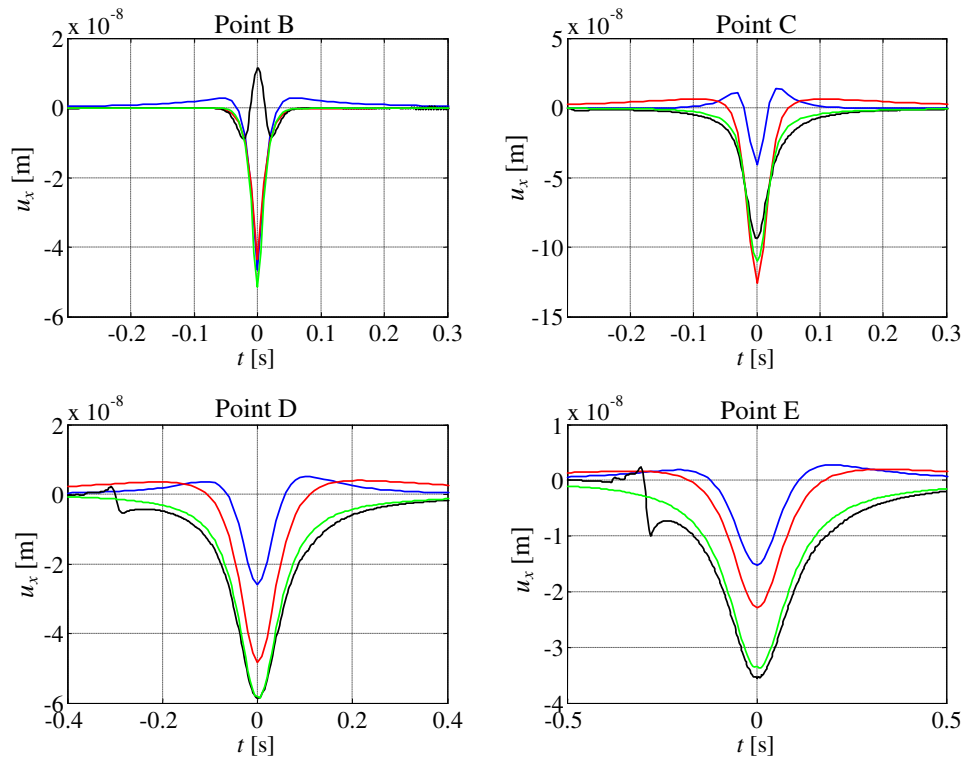 x 10^-8
Point B
2
0
-2
-4
-6
u_x [m]
-0.2 -0.1 0 0.1 0.2 0.3
t [s]
x 10^-8
Point C
5
0
-5
-10
-15
u_x [m]
-0.2 -0.1 0 0.1 0.2 0.3
t [s]
x 10^-8
Point D
2
0
-2
-4
-6
u_x [m]
-0.4 -0.2 0 0.2 0.4
t [s]
x 10^-8
Point E
1
0
-1
-2
-3
-4
u_x [m]
-0.5 0 0.5
t [s]